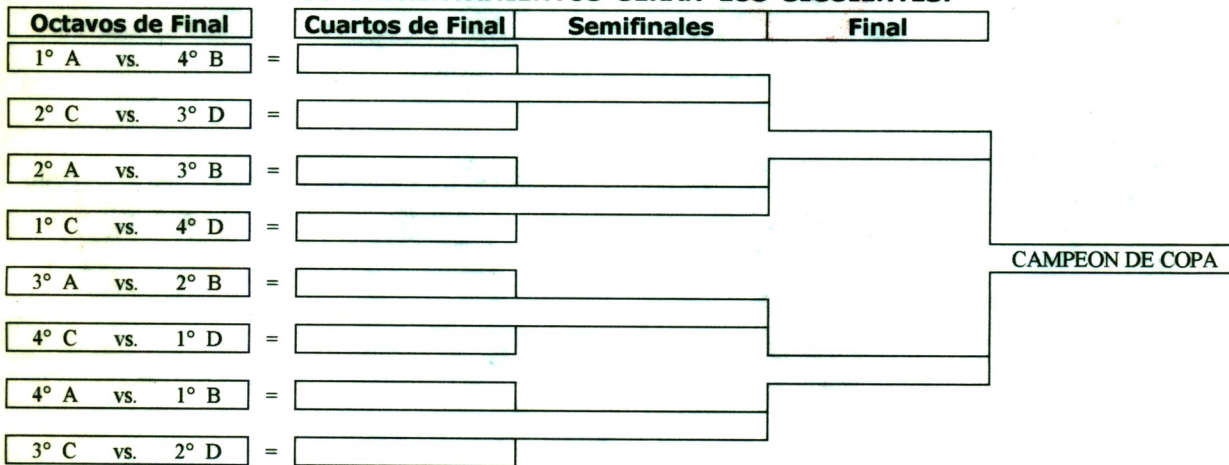 Octavos de Final Cuartos de Final Semifinales Final
1° A vs. 4° B =
2° C vs. 3° D =
2° A vs. 3° B =
1° C vs. 4° D =
CAMPEON DE COPA
3° A vs. 2° B =
4° C vs. 1° D =
4° A vs. 1° B =
3° C vs. 2° D =